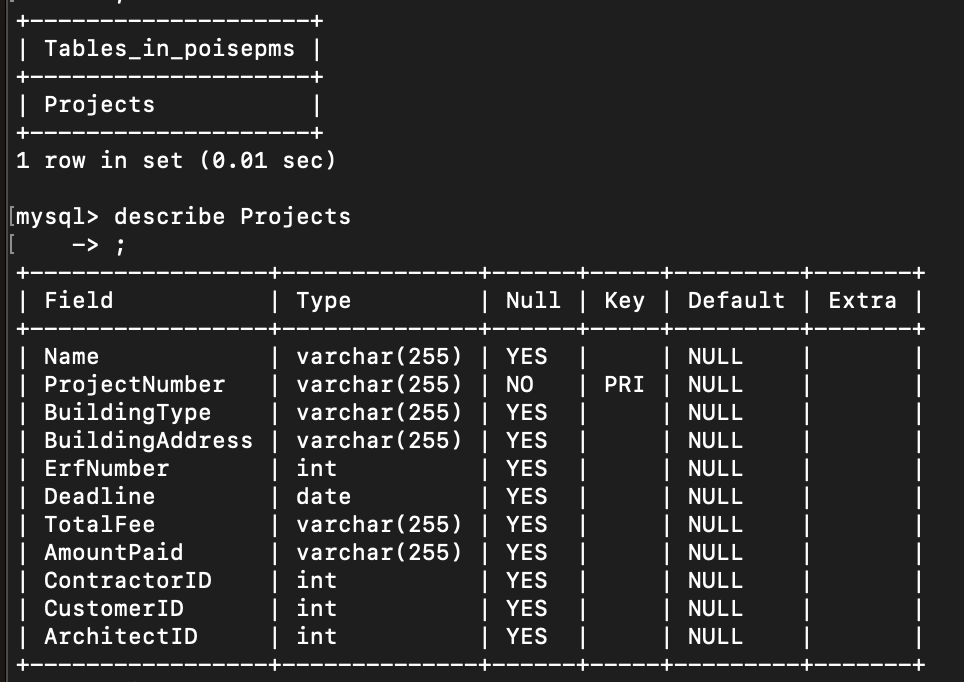 +--------------------+
| Tables_in_poisepms |
+--------------------+
| Projects           |
+--------------------+
1 row in set (0.01 sec)

[mysql> describe Projects
[    -> ;
+-----------------+--------------+------+-----+---------+-------+
| Field           | Type         | Null | Key | Default | Extra |
+-----------------+--------------+------+-----+---------+-------+
| Name            | varchar(255) | YES  |     | NULL    |       |
| ProjectNumber   | varchar(255) | NO   | PRI | NULL    |       |
| BuildingType    | varchar(255) | YES  |     | NULL    |       |
| BuildingAddress | varchar(255) | YES  |     | NULL    |       |
| ErfNumber       | int          | YES  |     | NULL    |       |
| Deadline        | date         | YES  |     | NULL    |       |
| TotalFee        | varchar(255) | YES  |     | NULL    |       |
| AmountPaid      | varchar(255) | YES  |     | NULL    |       |
| ContractorID    | int          | YES  |     | NULL    |       |
| CustomerID      | int          | YES  |     | NULL    |       |
| ArchitectID     | int          | YES  |     | NULL    |       |
+-----------------+--------------+------+-----+---------+-------+